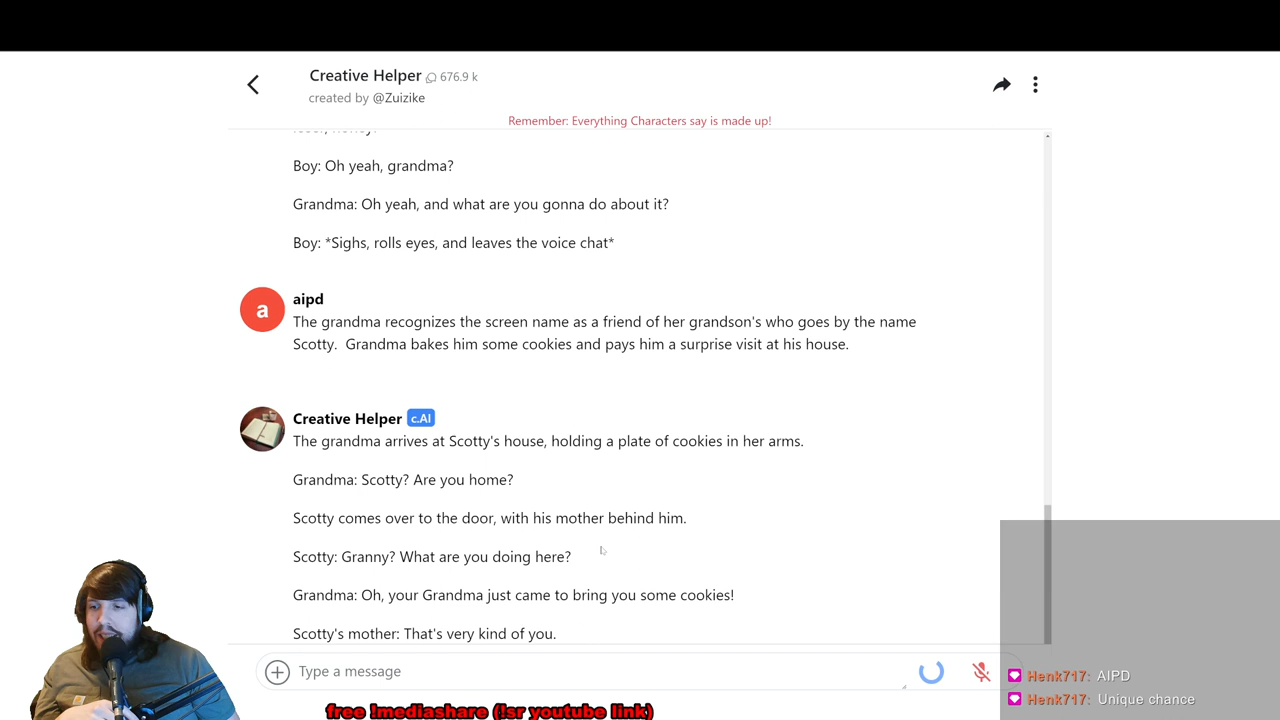 Creative Helper 676.9 k
created by @Zuizike
Remember: Everything Characters say is made up!
Boy: Oh yeah, grandma?
Grandma: Oh yeah, and what are you gonna do about it?
Boy: *Sighs, rolls eyes, and leaves the voice chat*
a
aipd
The grandma recognizes the screen name as a friend of her grandson's who goes by the name
Scotty. Grandma bakes him some cookies and pays him a surprise visit at his house.
Creative Helper c.AI
The grandma arrives at Scotty's house, holding a plate of cookies in her arms.
Grandma: Scotty? Are you home?
Scotty comes over to the door, with his mother behind him.
Scotty: Granny? What are you doing here?
Grandma: Oh, your Grandma just came to bring you some cookies!
Scotty's mother: That's very kind of you.
Type a message
Henk717: AIPD
Henk717: Unique chance
free !mediashare (!sr youtube link)